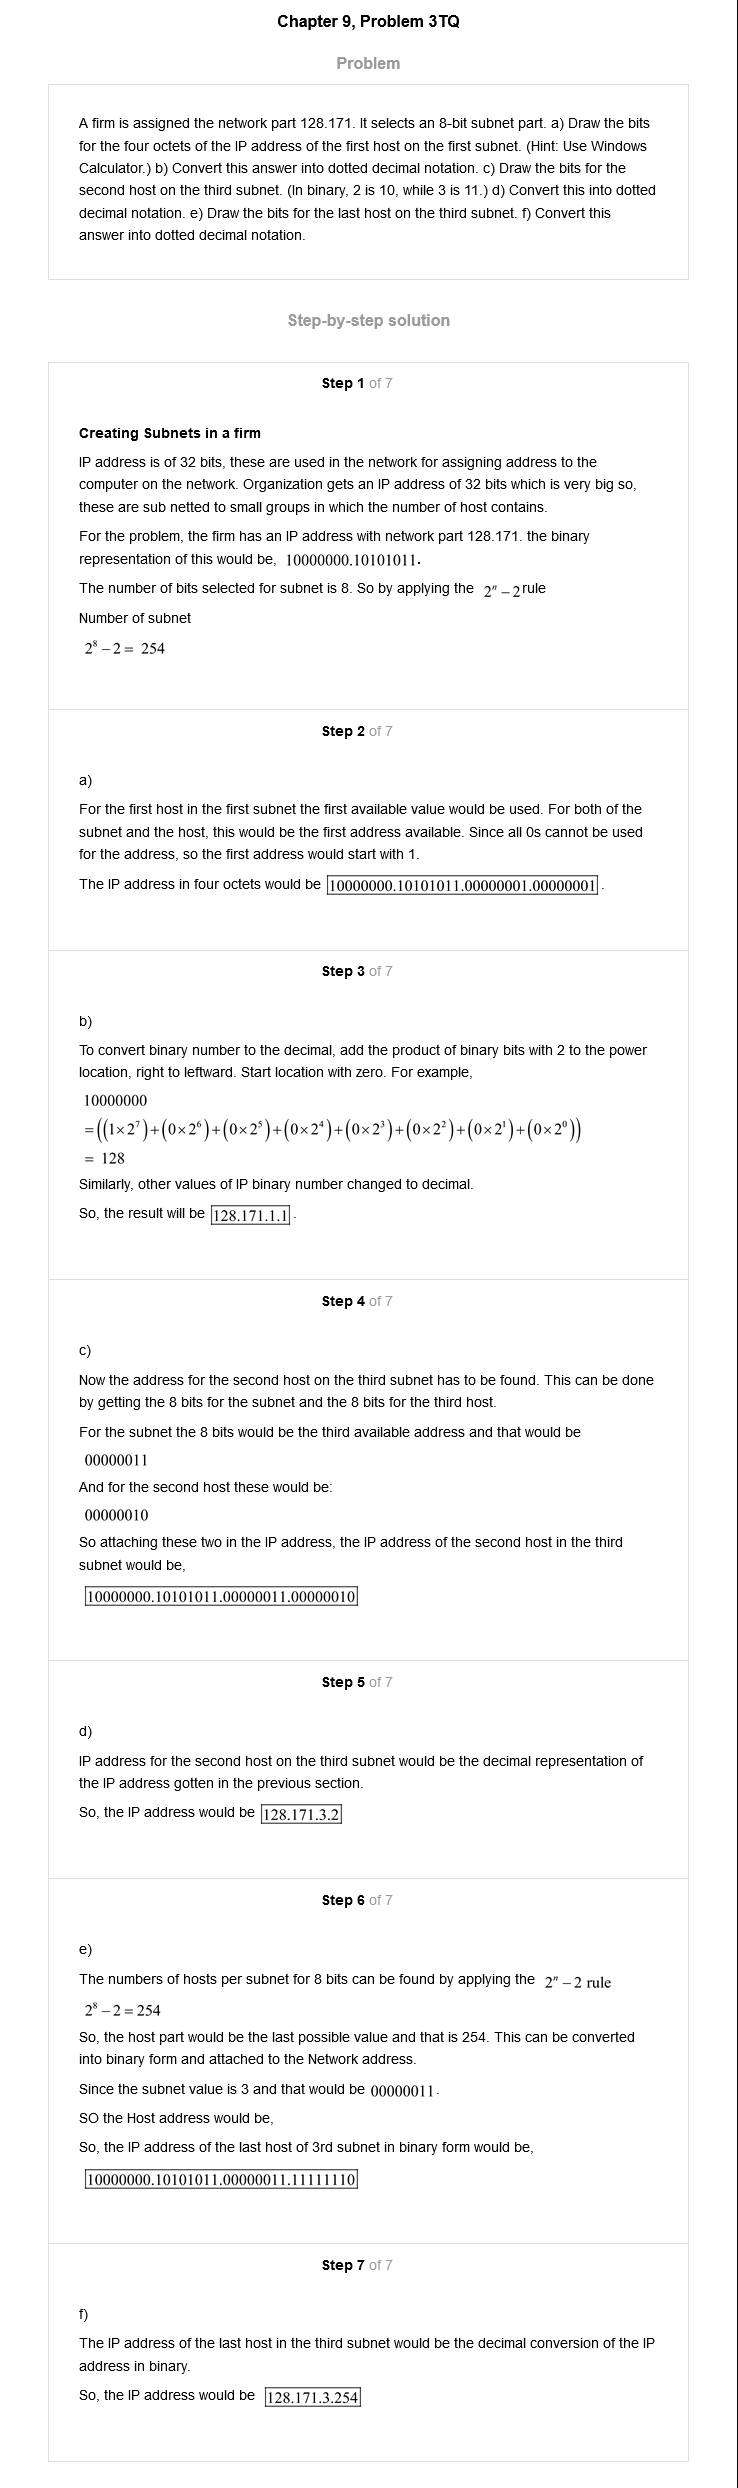 Chapter 9, Problem 3TQ
Problem
A firm is assigned the network part 128.171. It selects an 8-bit subnet part. a) Draw the bits
for the four octets of the IP address of the first host on the first subnet. (Hint: Use Windows
Calculator.) b) Convert this answer into dotted decimal notation. c) Draw the bits for the
second host on the third subnet. (In binary, 2 is 10, while 3 is 11.) d) Convert this into dotted
decimal notation. e) Draw the bits for the last host on the third subnet. f) Convert this
answer into dotted decimal notation.
Step-by-step solution
Step 1 of 7
Creating Subnets in a firm
IP address is of 32 bits, these are used in the network for assigning address to the
computer on the network. Organization gets an IP address of 32 bits which is very big so,
these are sub netted to small groups in which the number of host contains.
For the problem, the firm has an IP address with network part 128.171. the binary
representation of this would be, 10000000.10101011.
The number of bits selected for subnet is 8. So by applying the 2ⁿ – 2 rule
Number of subnet
2⁸ – 2 = 254
Step 2 of 7
a)
For the first host in the first subnet the first available value would be used. For both of the
subnet and the host, this would be the first address available. Since all 0s cannot be used
for the address, so the first address would start with 1.
The IP address in four octets would be 10000000.10101011.00000001.00000001.
Step 3 of 7
b)
To convert binary number to the decimal, add the product of binary bits with 2 to the power
location, right to leftward. Start location with zero. For example,
10000000
=((1×2⁷)+(0×2⁶)+(0×2⁵)+(0×2⁴)+(0×2³)+(0×2²)+(0×2¹)+(0×2⁰))
= 128
Similarly, other values of IP binary number changed to decimal.
So, the result will be 128.171.1.1.
Step 4 of 7
c)
Now the address for the second host on the third subnet has to be found. This can be done
by getting the 8 bits for the subnet and the 8 bits for the third host.
For the subnet the 8 bits would be the third available address and that would be
00000011
And for the second host these would be:
00000010
So attaching these two in the IP address, the IP address of the second host in the third
subnet would be,
10000000.10101011.00000011.00000010
Step 5 of 7
d)
IP address for the second host on the third subnet would be the decimal representation of
the IP address gotten in the previous section.
So, the IP address would be 128.171.3.2
Step 6 of 7
e)
The numbers of hosts per subnet for 8 bits can be found by applying the 2ⁿ – 2 rule
2⁸ – 2 = 254
So, the host part would be the last possible value and that is 254. This can be converted
into binary form and attached to the Network address.
Since the subnet value is 3 and that would be 00000011.
SO the Host address would be,
So, the IP address of the last host of 3rd subnet in binary form would be,
10000000.10101011.00000011.11111110
Step 7 of 7
f)
The IP address of the last host in the third subnet would be the decimal conversion of the IP
address in binary.
So, the IP address would be 128.171.3.254